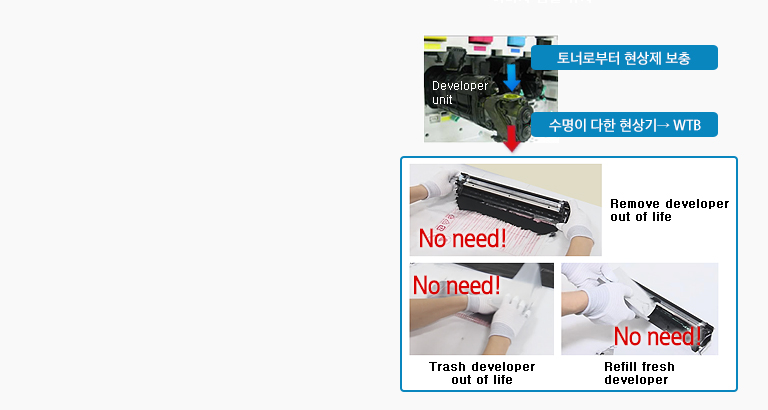 토너로부터 현상제 보충
Developer
unit
수명이 다한 현상기→ WTB
Remove developer
out of life
No need!
No need!
No need!
Trash developer
out of life
Refill fresh
developer